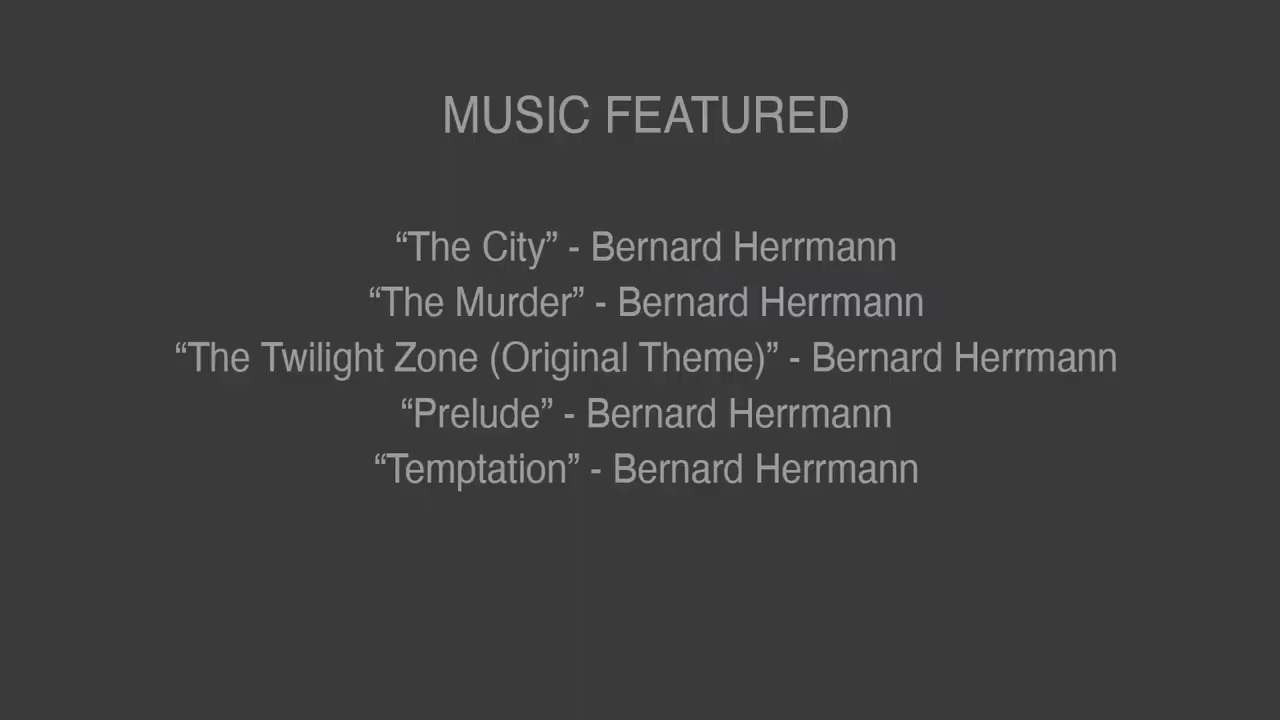 MUSIC FEATURED
“The City” - Bernard Herrmann
“The Murder” - Bernard Herrmann
“The Twilight Zone (Original Theme)” - Bernard Herrmann
“Prelude” - Bernard Herrmann
“Temptation” - Bernard Herrmann